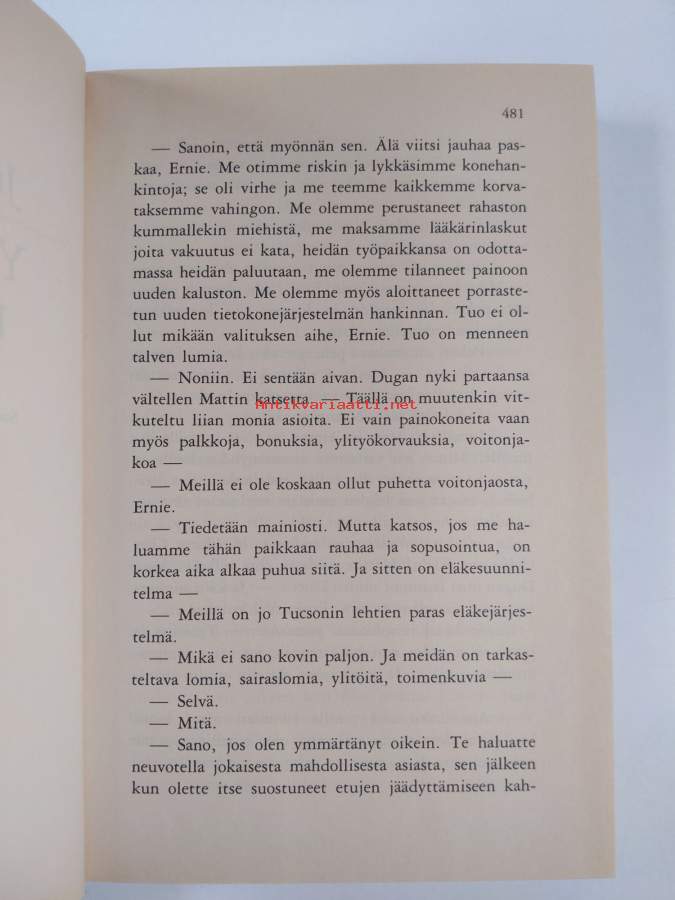 481
— Sanoin, että myönnän sen. Älä viitsi jauhaa pas-
kaa, Ernie. Me otimme riskin ja lykkäsimme konehan-
kintoja; se oli virhe ja me teemme kaikkemme korva-
taksemme vahingon. Me olemme perustaneet rahaston
kummallekin miehistä, me maksamme lääkärinlaskut
joita vakuutus ei kata, heidän työpaikkansa on odotta-
massa heidän paluutaan, me olemme tilanneet painoon
uuden kaluston. Me olemme myös aloittaneet porraste-
tun uuden tietokonejärjestelmän hankinnan. Tuo ei ol-
lut mikään valituksen aihe, Ernie. Tuo on menneen
talven lumia.
— Noniin. Ei sentään aivan. Dugan nyki partaansa
vältellen Mattin katsetta. — Täällä on muutenkin vit-
Antikvariaatti.net
kuteltu liian monia asioita. Ei vain painokoneita vaan
myös palkkoja, bonuksia, ylityökorvauksia, voitonja-
koa —
— Meillä ei ole koskaan ollut puhetta voitonjaosta,
Ernie.
— Tiedetään mainiosti. Mutta katsos, jos me ha-
luamme tähän paikkaan rauhaa ja sopusointua, on
korkea aika alkaa puhua siitä. Ja sitten on eläkesuunni-
telma —
— Meillä on jo Tucsonin lehtien paras eläkejärjes-
telmä.
— Mikä ei sano kovin paljon. Ja meidän on tarkas-
teltava lomia, sairaslomia, ylitöitä, toimenkuvia —
— Selvä.
— Mitä.
— Sano, jos olen ymmärtänyt oikein. Te haluatte
neuvotella jokaisesta mahdollisesta asiasta, sen jälkeen
kun olette itse suostuneet etujen jäädyttämiseen kah-